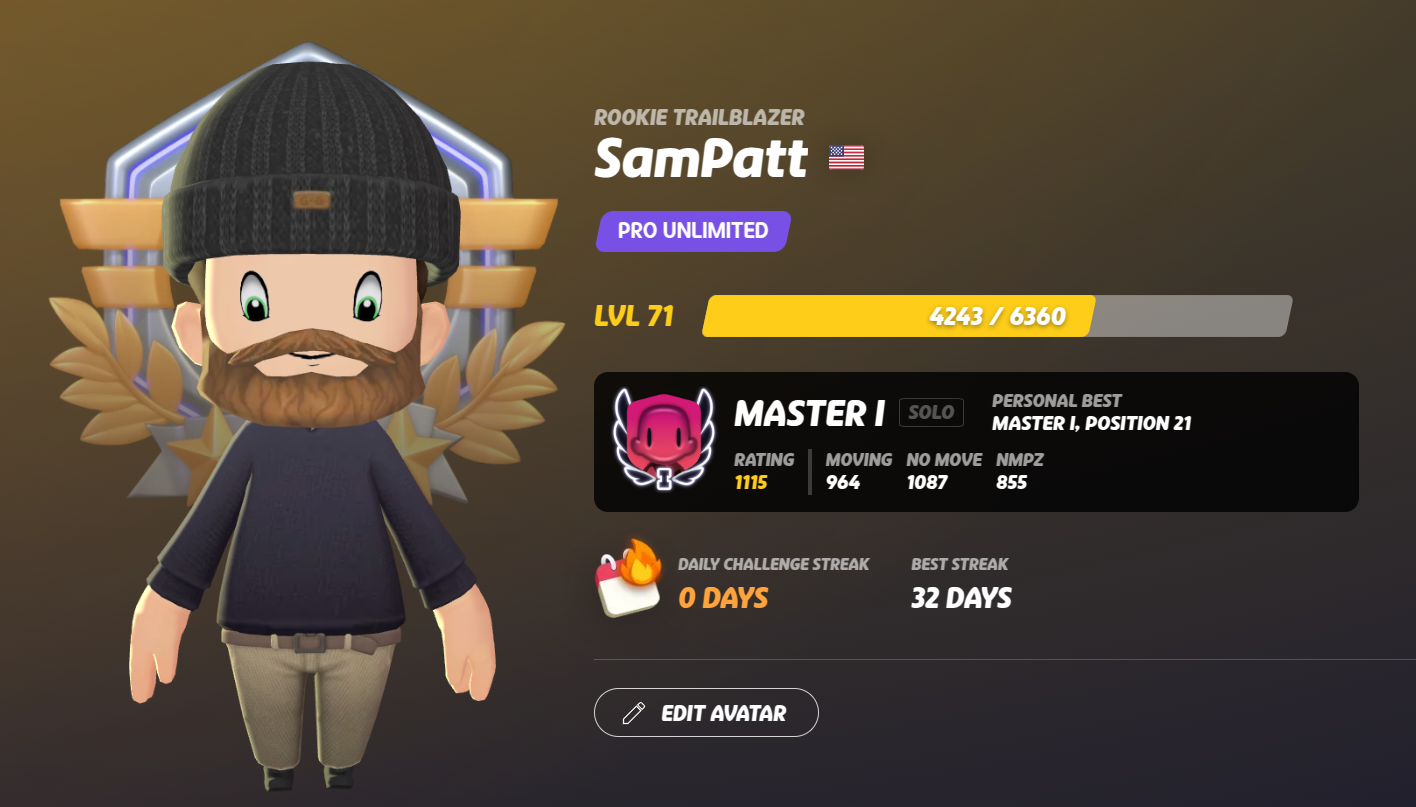 ROOKIE TRAILBLAZER
SamPatt
PRO UNLIMITED
LVL 71 4243 / 6360
MASTER I SOLO
PERSONAL BEST
MASTER I, POSITION 21
RATING MOVING NO MOVE NMPZ
1115 964 1087 855
DAILY CHALLENGE STREAK BEST STREAK
0 DAYS 32 DAYS
EDIT AVATAR